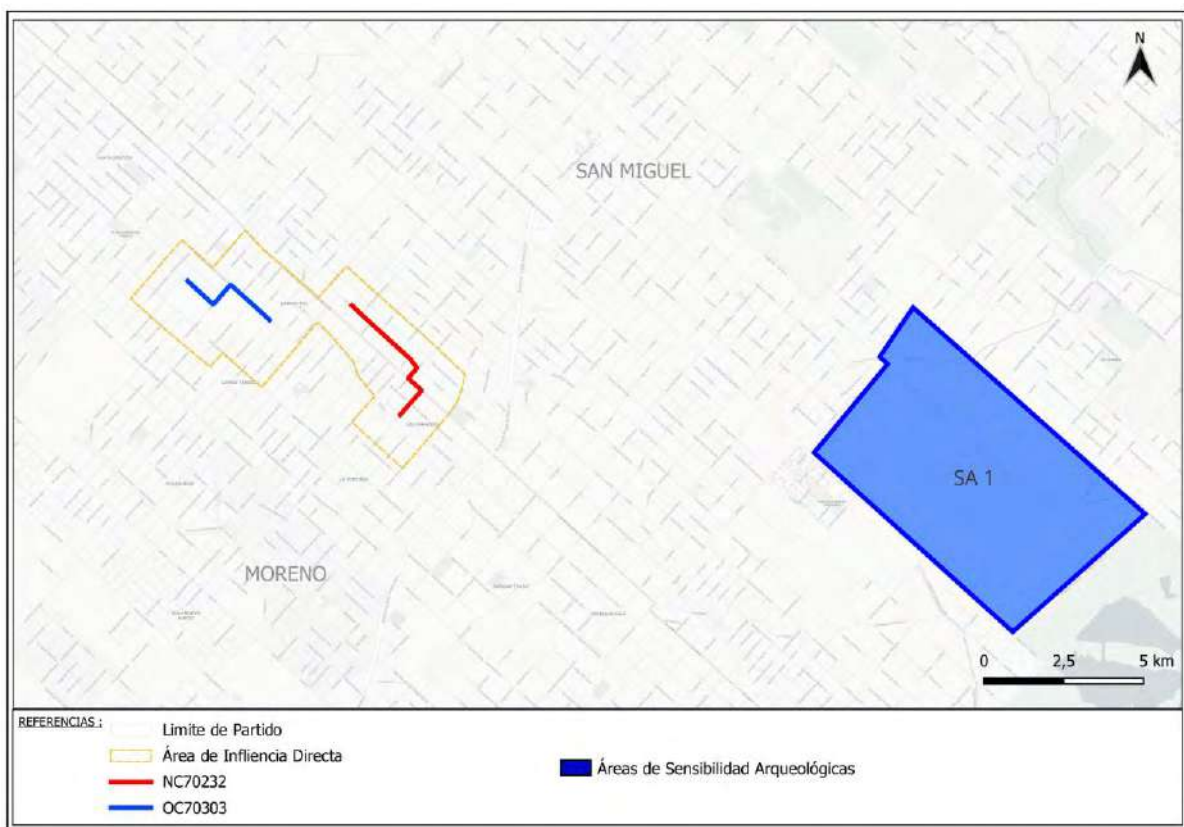 N
SAN MIGUEL
SA 1
MORENO
0 2,5 5 km
REFERENCIAS :
Limite de Partido
Área de Infliencia Directa
NC70232
OC70303
Áreas de Sensibilidad Arqueológicas